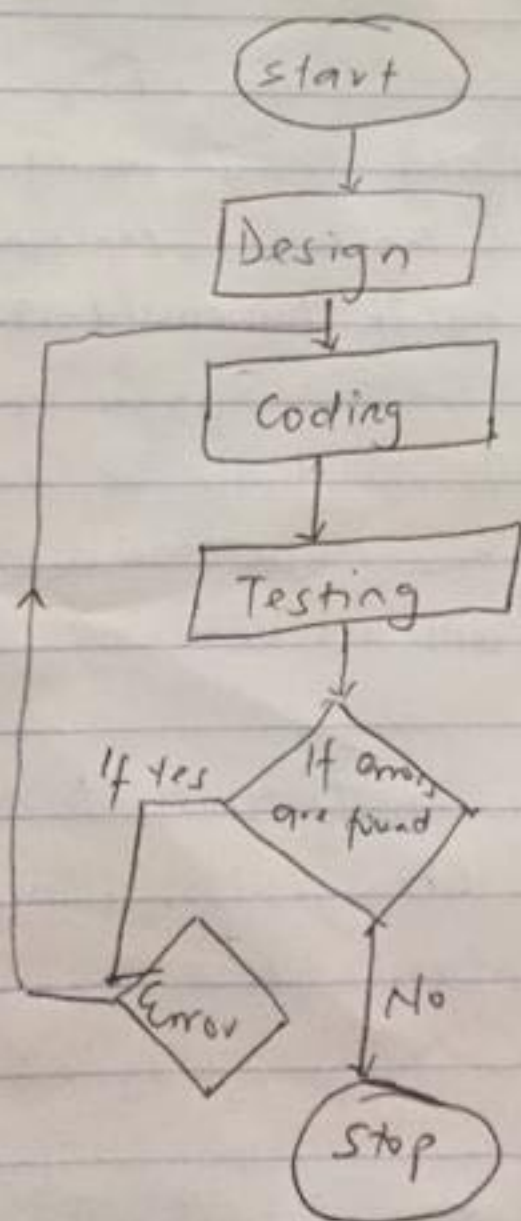 start
Design
Coding
Testing
If errors
are found
If Yes
Error
No
Stop